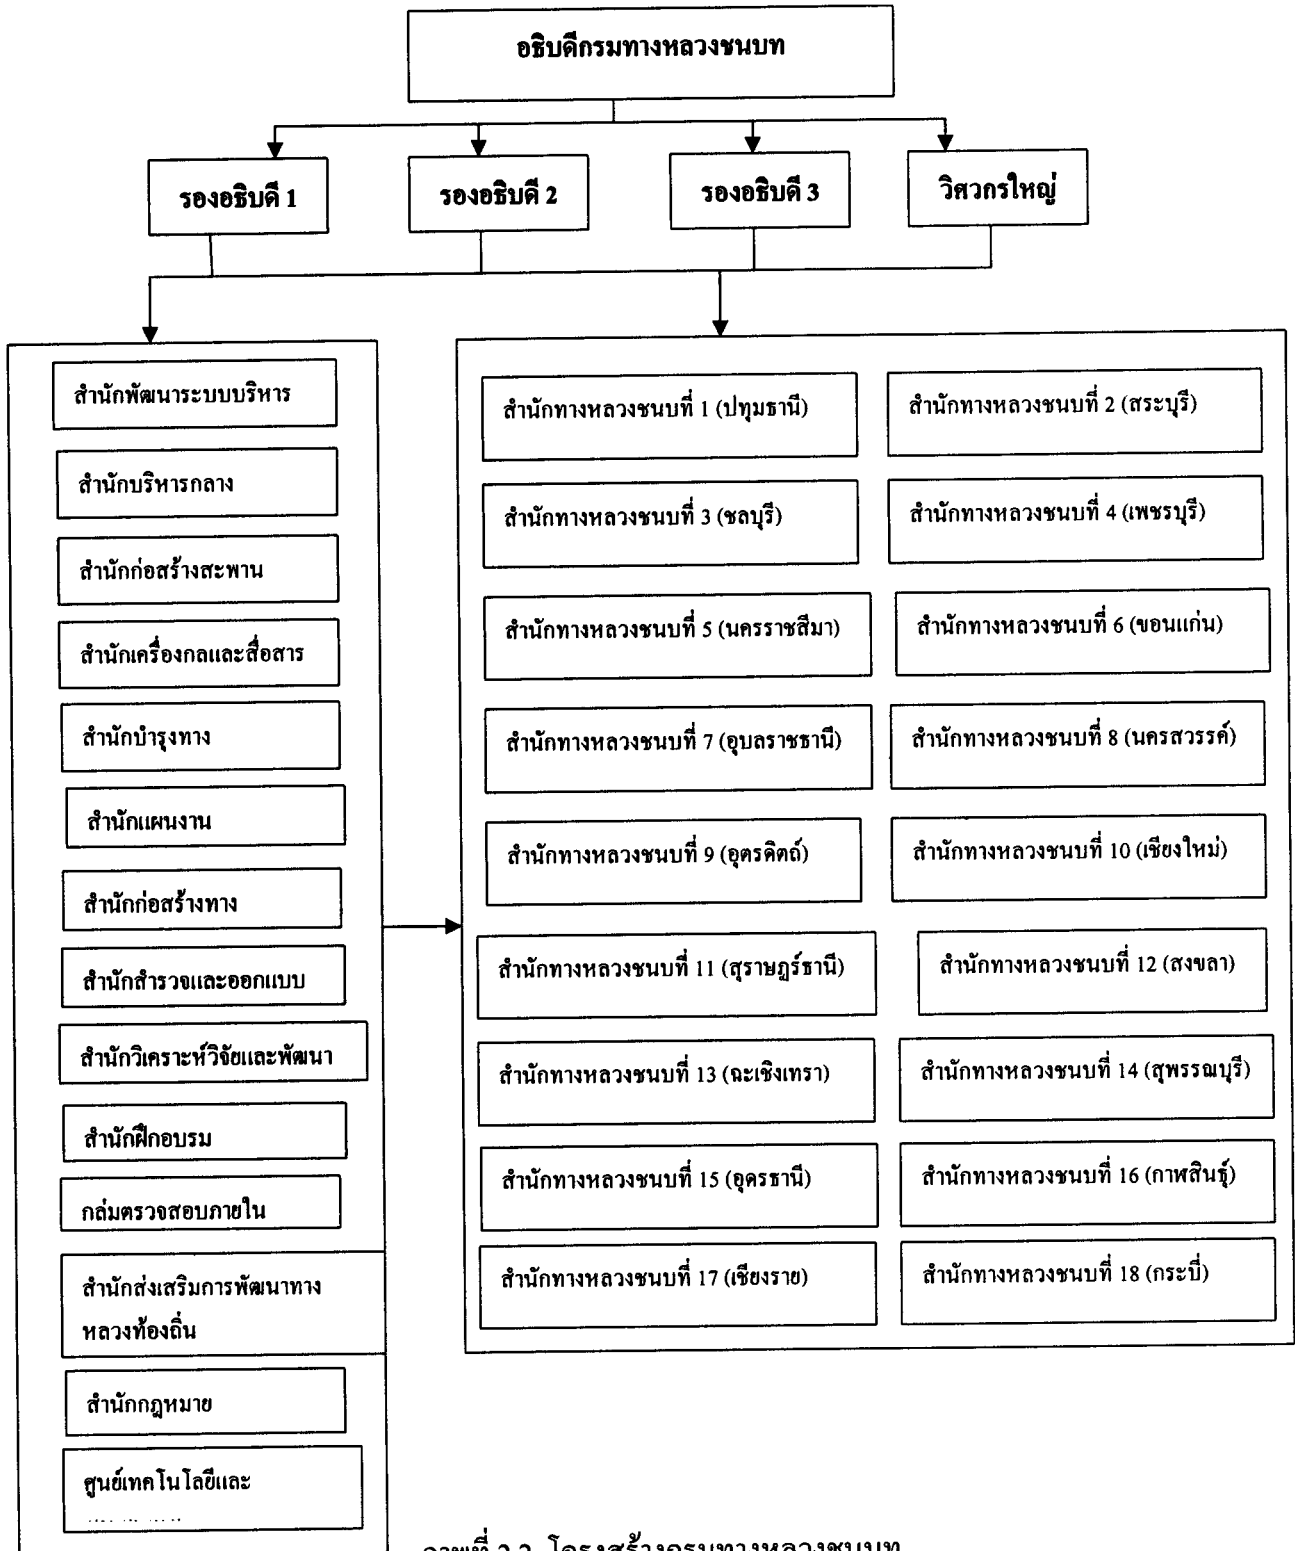 อธิบดีกรมทางหลวงชนบท
รองอธิบดี 1
รองอธิบดี 2
รองอธิบดี 3
วิศวกรใหญ่
สำนักพัฒนาระบบบริหาร
สำนักบริหารกลาง
สำนักก่อสร้างสะพาน
สำนักเครื่องกลและสื่อสาร
สำนักบำรุงทาง
สำนักแผนงาน
สำนักก่อสร้างทาง
สำนักสำรวจและออกแบบ
สำนักวิเคราะห์วิจัยและพัฒนา
สำนักฝึกอบรม
กลุ่มตรวจสอบภายใน
สำนักส่งเสริมการพัฒนาทาง
หลวงท้องถิ่น
สำนักกฎหมาย
ศูนย์เทคโนโลยีและ
สำนักทางหลวงชนบที่ 1 (ปทุมธานี)
สำนักทางหลวงชนบที่ 2 (สระบุรี)
สำนักทางหลวงชนบที่ 3 (ชลบุรี)
สำนักทางหลวงชนบที่ 4 (เพชรบุรี)
สำนักทางหลวงชนบที่ 5 (นครราชสีมา)
สำนักทางหลวงชนบที่ 6 (ขอนแก่น)
สำนักทางหลวงชนบที่ 7 (อุบลราชธานี)
สำนักทางหลวงชนบที่ 8 (นครสวรรค์)
สำนักทางหลวงชนบที่ 9 (อุตรดิตถ์)
สำนักทางหลวงชนบที่ 10 (เชียงใหม่)
สำนักทางหลวงชนบที่ 11 (สุราษฎร์ธานี)
สำนักทางหลวงชนบที่ 12 (สงขลา)
สำนักทางหลวงชนบที่ 13 (ฉะเชิงเทรา)
สำนักทางหลวงชนบที่ 14 (สุพรรณบุรี)
สำนักทางหลวงชนบที่ 15 (อุดรธานี)
สำนักทางหลวงชนบที่ 16 (กาฬสินธุ์)
สำนักทางหลวงชนบที่ 17 (เชียงราย)
สำนักทางหลวงชนบที่ 18 (กระบี่)
ภาพที่ 2.2 โครงสร้างกรมทางหลวงชนบท